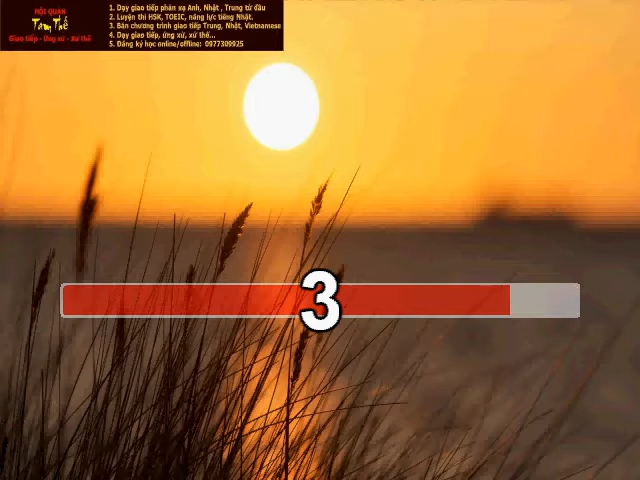 HỘI QUÁN
Tam Thế
Giao tiếp - Ứng xử - Xử thế
1. Dạy giao tiếp phản xạ Anh, Nhật , Trung từ đầu
2. Luyện thi HSK, TOEIC, năng lực tiếng Nhật.
3. Bán chương trình giao tiếp Trung, Nhật, Vietnamese
4. Dạy giao tiếp, ứng xử, xử thế...
5. Đăng ký học online/offline: 0977309925
3